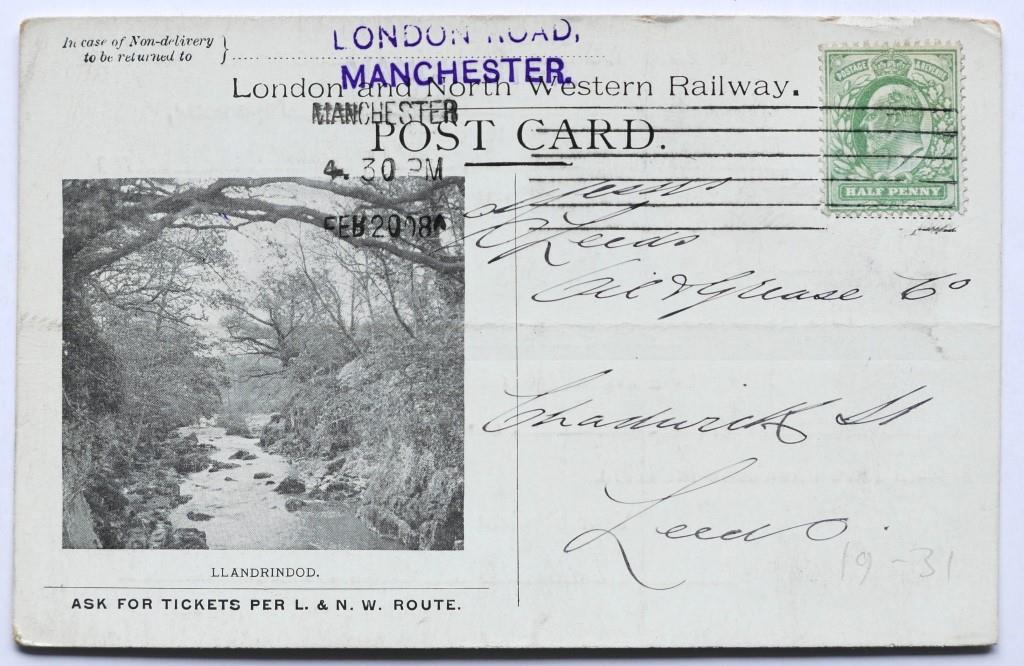 In case of Non-delivery
to be returned to
LONDON ROAD,
MANCHESTER.
London and North Western Railway.
MANCHESTER
POST CARD.
4. 30 PM
FEB 20 08
POSTAGE & REVENUE
HALF PENNY
Messrs
Leeds
Oil & Grease Co
Chadwick St
Leeds.
19-31
LLANDRINDOD.
ASK FOR TICKETS PER L. & N. W. ROUTE.